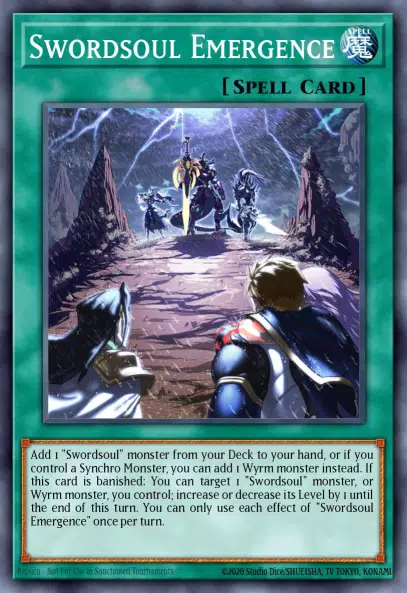 Swordsoul Emergence
SPELL
魔
[Spell Card]
Add 1 "Swordsoul" monster from your Deck to your hand, or if you
control a Synchro Monster, you can add 1 Wyrm monster instead. If
this card is banished: You can target 1 "Swordsoul" monster, or
Wyrm monster, you control; increase or decrease its Level by 1 until
the end of this turn. You can only use each effect of "Swordsoul
Emergence" once per turn.
Replica - Not For Use in Sanctioned Tournaments
©2020 Studio Dice/SHUEISHA, TV TOKYO, KONAMI